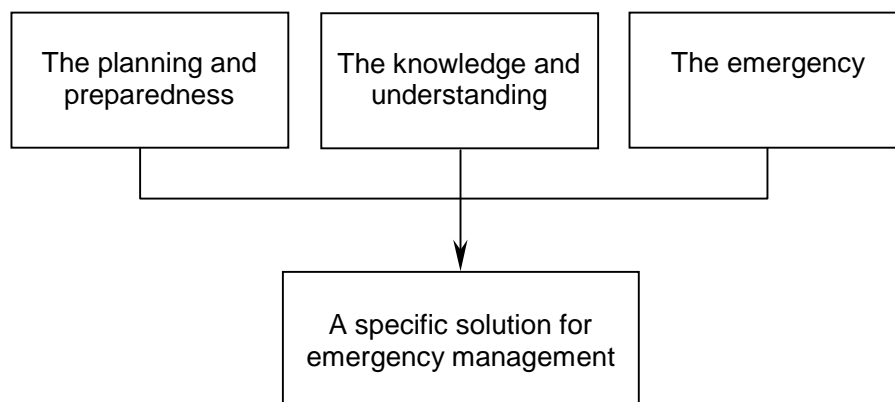 The planning and
preparedness
The knowledge and
understanding
The emergency
A specific solution for
emergency management